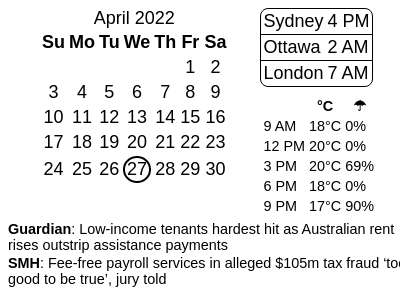 April 2022
Su Mo Tu We Th Fr Sa
1 2
3 4 5 6 7 8 9
10 11 12 13 14 15 16
17 18 19 20 21 22 23
24 25 26 27 28 29 30
Sydney 4 PM
Ottawa 2 AM
London 7 AM
°C ☂
9 AM 18°C 0%
12 PM 20°C 0%
3 PM 20°C 69%
6 PM 18°C 0%
9 PM 17°C 90%
Guardian: Low-income tenants hardest hit as Australian rent
rises outstrip assistance payments
SMH: Fee-free payroll services in alleged $105m tax fraud ‘too
good to be true’, jury told